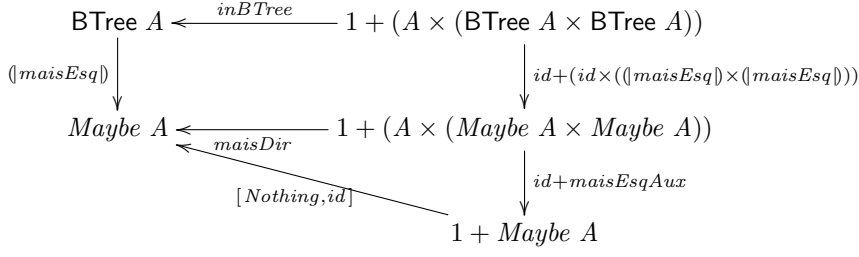 BTree A inBTree 1 + (A × (BTree A × BTree A))
(|maisEsq|) id+(id×((|maisEsq|)×(|maisEsq|)))
Maybe A maisDir 1 + (A × (Maybe A × Maybe A))
[Nothing,id] id+maisEsqAux
1 + Maybe A